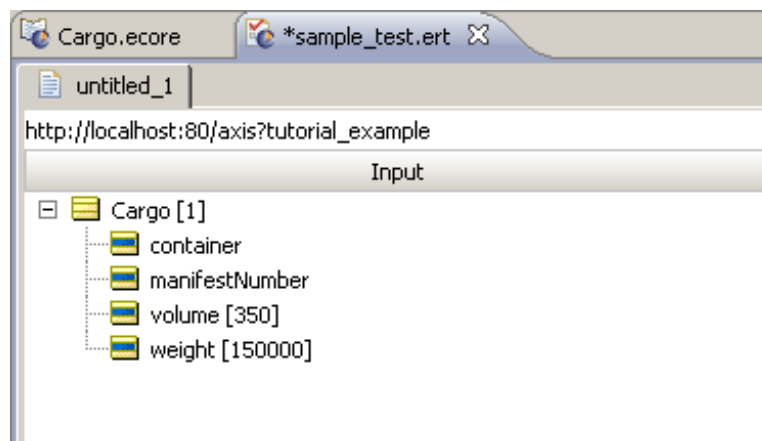 Cargo.ecore *sample_test.ert
untitled_1
http://localhost:80/axis?tutorial_example
Input
Cargo [1]
container
manifestNumber
volume [350]
weight [150000]